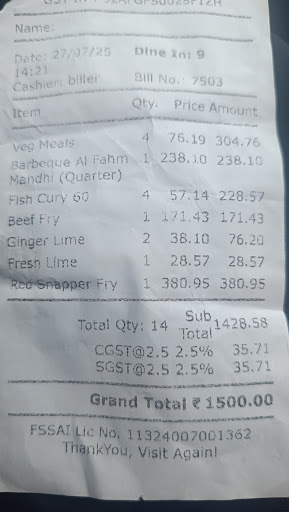 Name:
Date: 27/07/25 Dine In: 9
14:21
Cashier: biller Bill No.: 7503
Item Qty. Price Amount
Veg Meals 4 76.19 304.76
Barbeque Al Fahm 1 238.10 238.10
Mandhi (Quarter)
Fish Cury 60 4 57.14 228.57
Beef Fry 1 171.43 171.43
Ginger Lime 2 38.10 76.20
Fresh Lime 1 28.57 28.57
Red Snapper Fry 1 380.95 380.95
Total Qty: 14 Sub Total 1428.58
CGST@2.5 2.5% 35.71
SGST@2.5 2.5% 35.71
Grand Total ₹ 1500.00
FSSAI Lic No. 11324007001362
ThankYou, Visit Again!